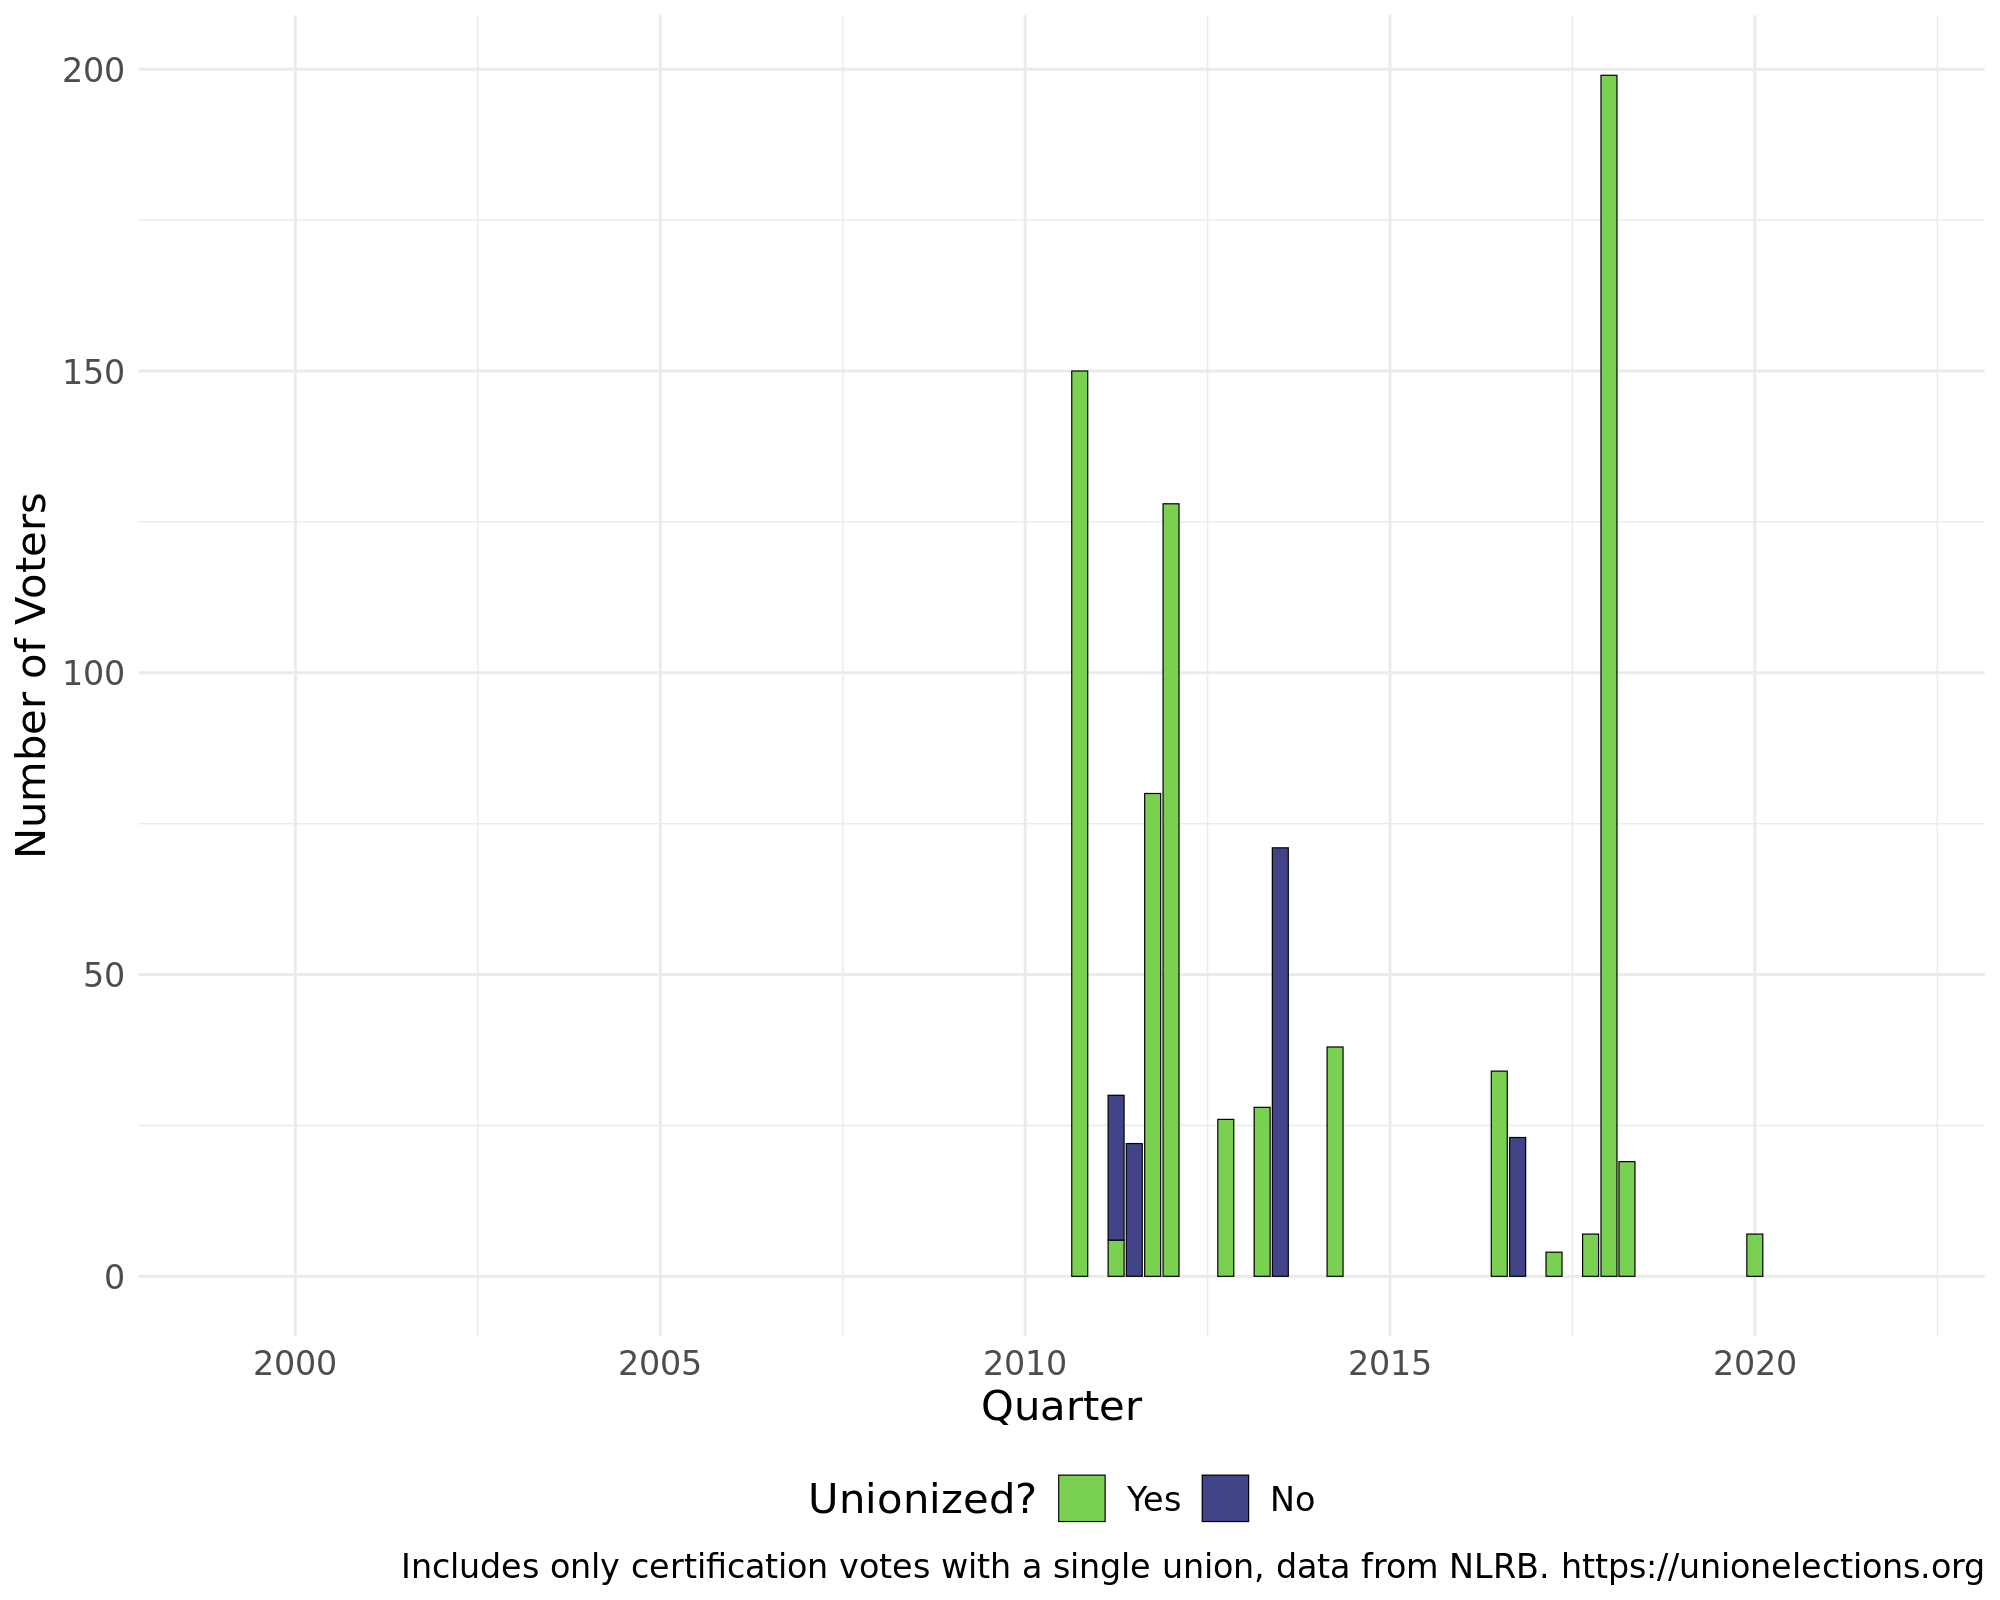 200
150
100
50
0
Number of Voters
2000 2005 2010 2015 2020
Quarter
Unionized? Yes No
Includes only certification votes with a single union, data from NLRB. https://unionelections.org